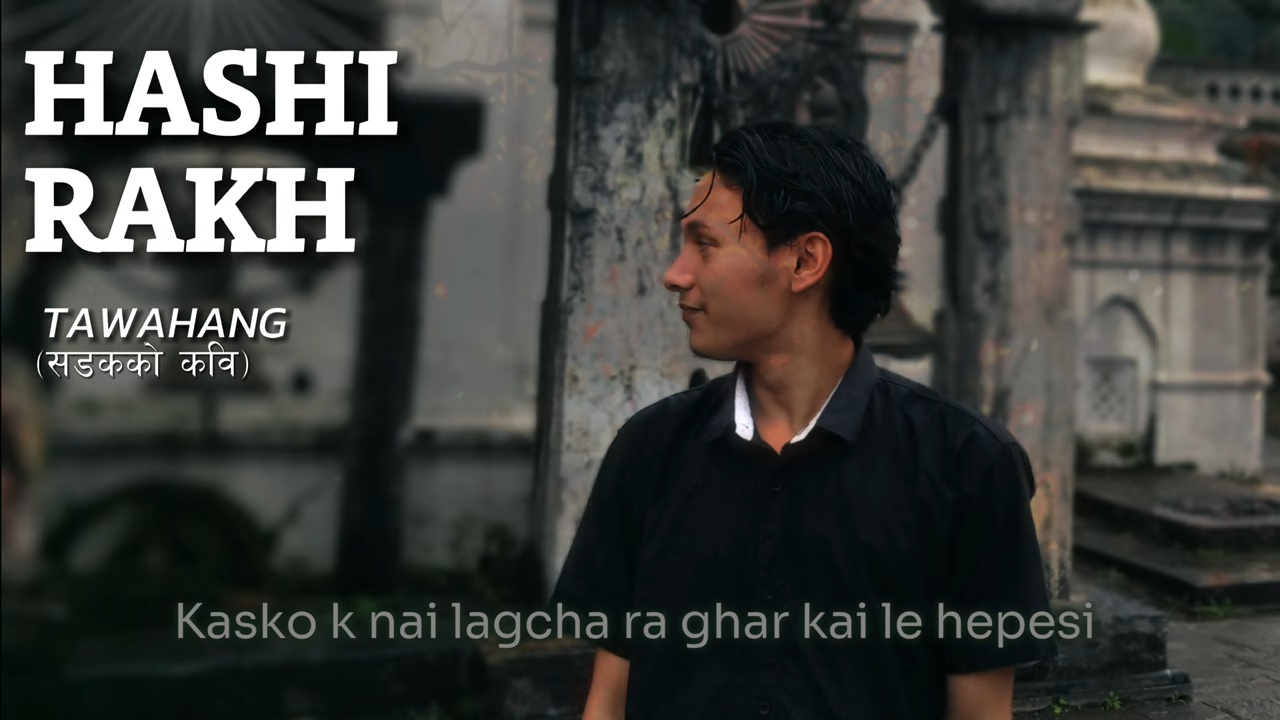 HASHI
RAKH
TAWAHANG
(सडकको कवि)
Kasko k nai lagcha ra ghar kai le hepesi